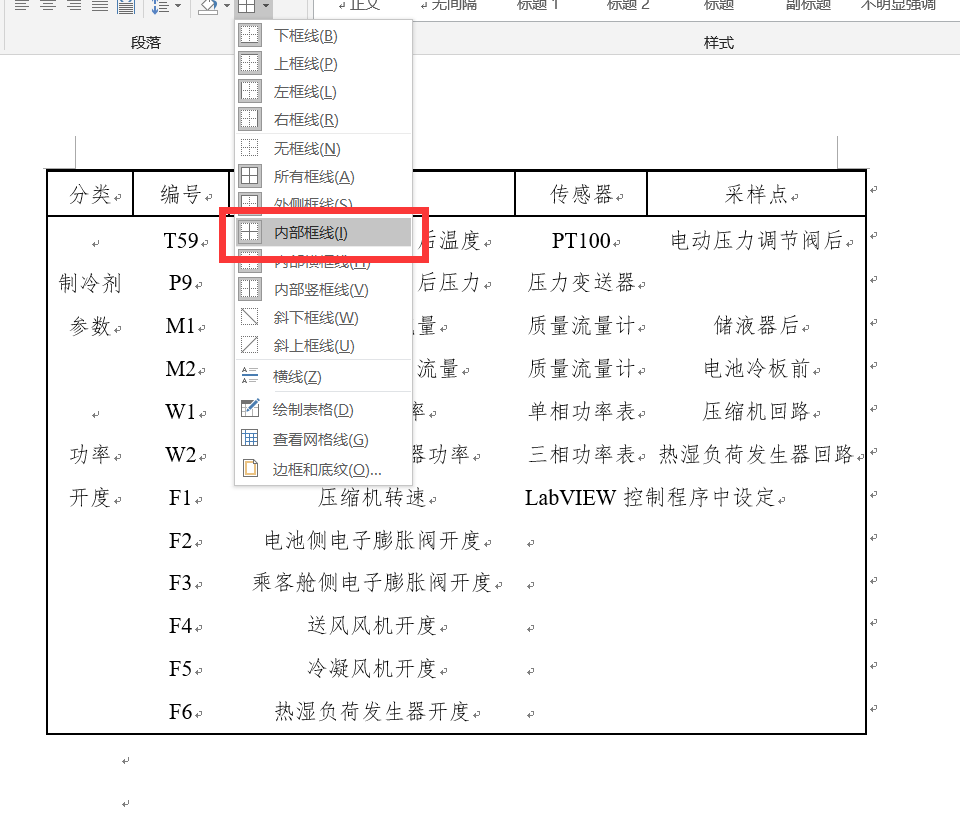 正文 无间隔 标题 1 标题 2 标题 副标题 不明显强调
段落 样式
下框线(B)
上框线(P)
左框线(L)
右框线(R)
无框线(N)
所有框线(A)
外侧框线(S)
内部框线(I)
内部横框线(H)
内部竖框线(V)
斜下框线(W)
斜上框线(U)
横线(Z)
绘制表格(D)
查看网格线(G)
边框和底纹(O)...
分类 编号 传感器 采样点
T59 后温度 PT100 电动压力调节阀后
制冷剂 P9 后压力 压力变送器
参数 M1 量 质量流量计 储液器后
M2 流量 质量流量计 电池冷板前
W1 率 单相功率表 压缩机回路
功率 W2 器功率 三相功率表 热湿负荷发生器回路
开度 F1 压缩机转速 LabVIEW 控制程序中设定
F2 电池侧电子膨胀阀开度
F3 乘客舱侧电子膨胀阀开度
F4 送风风机开度
F5 冷凝风机开度
F6 热湿负荷发生器开度